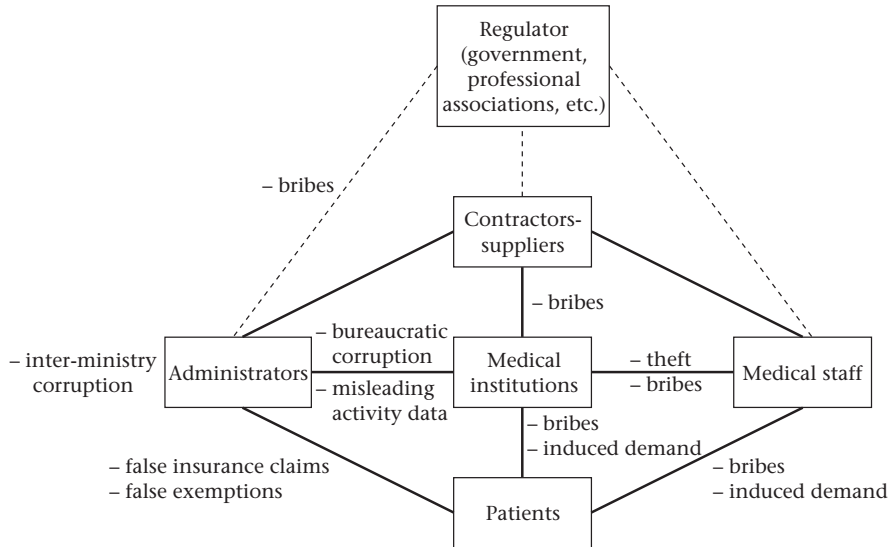 Regulator
(government,
professional
associations, etc.)
– bribes
Contractors-
suppliers
– bribes
– inter-ministry
corruption
Administrators
– bureaucratic
corruption
– misleading
activity data
Medical
institutions
– theft
– bribes
Medical staff
– bribes
– induced demand
– false insurance claims
– false exemptions
– bribes
– induced demand
Patients